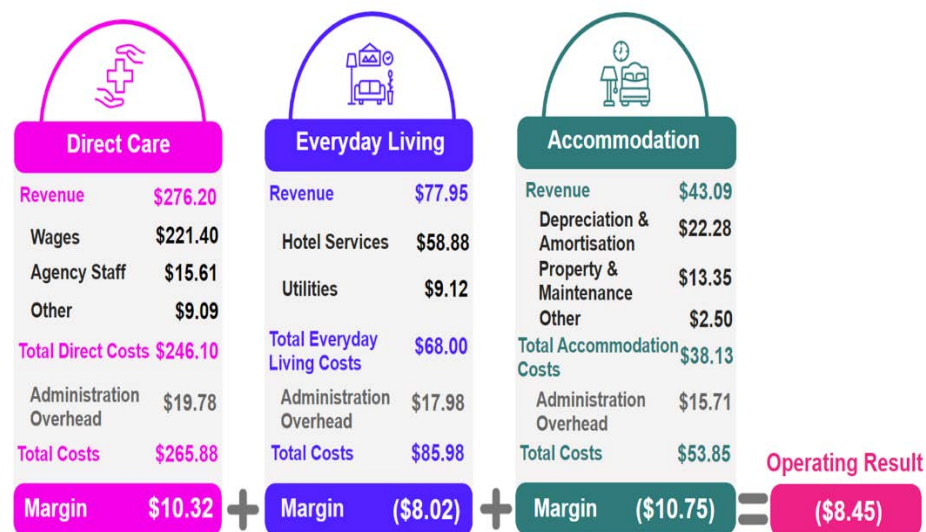 Direct Care
Revenue $276.20
Wages $221.40
Agency Staff $15.61
Other $9.09
Total Direct Costs $246.10
Administration
Overhead $19.78
Total Costs $265.88
Margin $10.32
+
Everyday Living
Revenue $77.95
Hotel Services $58.88
Utilities $9.12
Total Everyday
Living Costs $68.00
Administration
Overhead $17.98
Total Costs $85.98
Margin ($8.02)
+
Accommodation
Revenue $43.09
Depreciation &
Amortisation $22.28
Property &
Maintenance $13.35
Other $2.50
Total Accommodation
Costs $38.13
Administration
Overhead $15.71
Total Costs $53.85
Margin ($10.75)
=
Operating Result
($8.45)